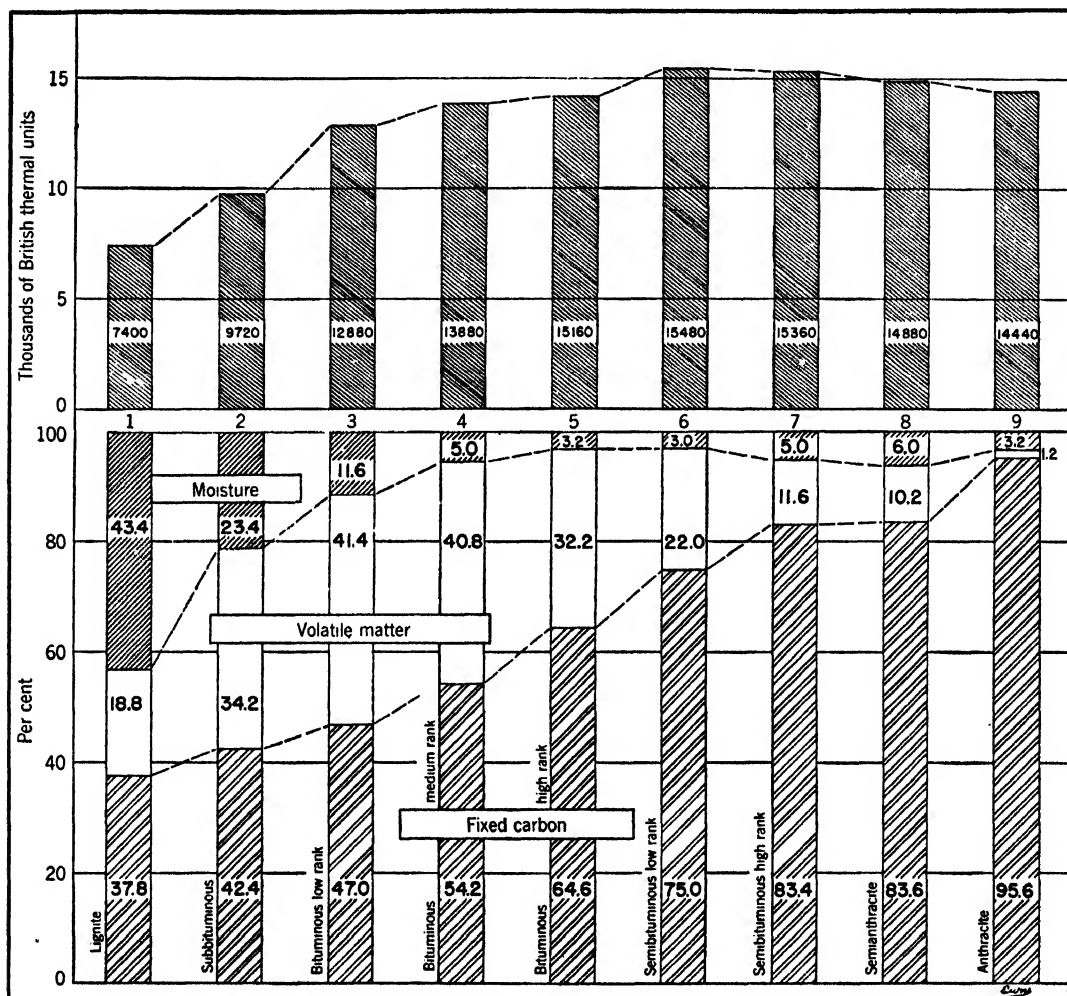 Thousands of British thermal units
15
10
5
0
7400 9720 12880 13880 15160 15480 15360 14880 14440
1 2 3 4 5 6 7 8 9
Per cent
100
80
60
40
20
0
43.4 23.4 11.6 5.0 3.2 3.0 5.0 6.0 3.2
Moisture
18.8 34.2 41.4 40.8 32.2 22.0 11.6 10.2 1.2
Volatile matter
37.8 42.4 47.0 54.2 64.6 75.0 83.4 83.6 95.6
Fixed carbon
Lignite
Subbituminous
Bituminous low rank
Bituminous medium rank
Bituminous high rank
Semibituminous low rank
Semibituminous high rank
Semianthracite
Anthracite